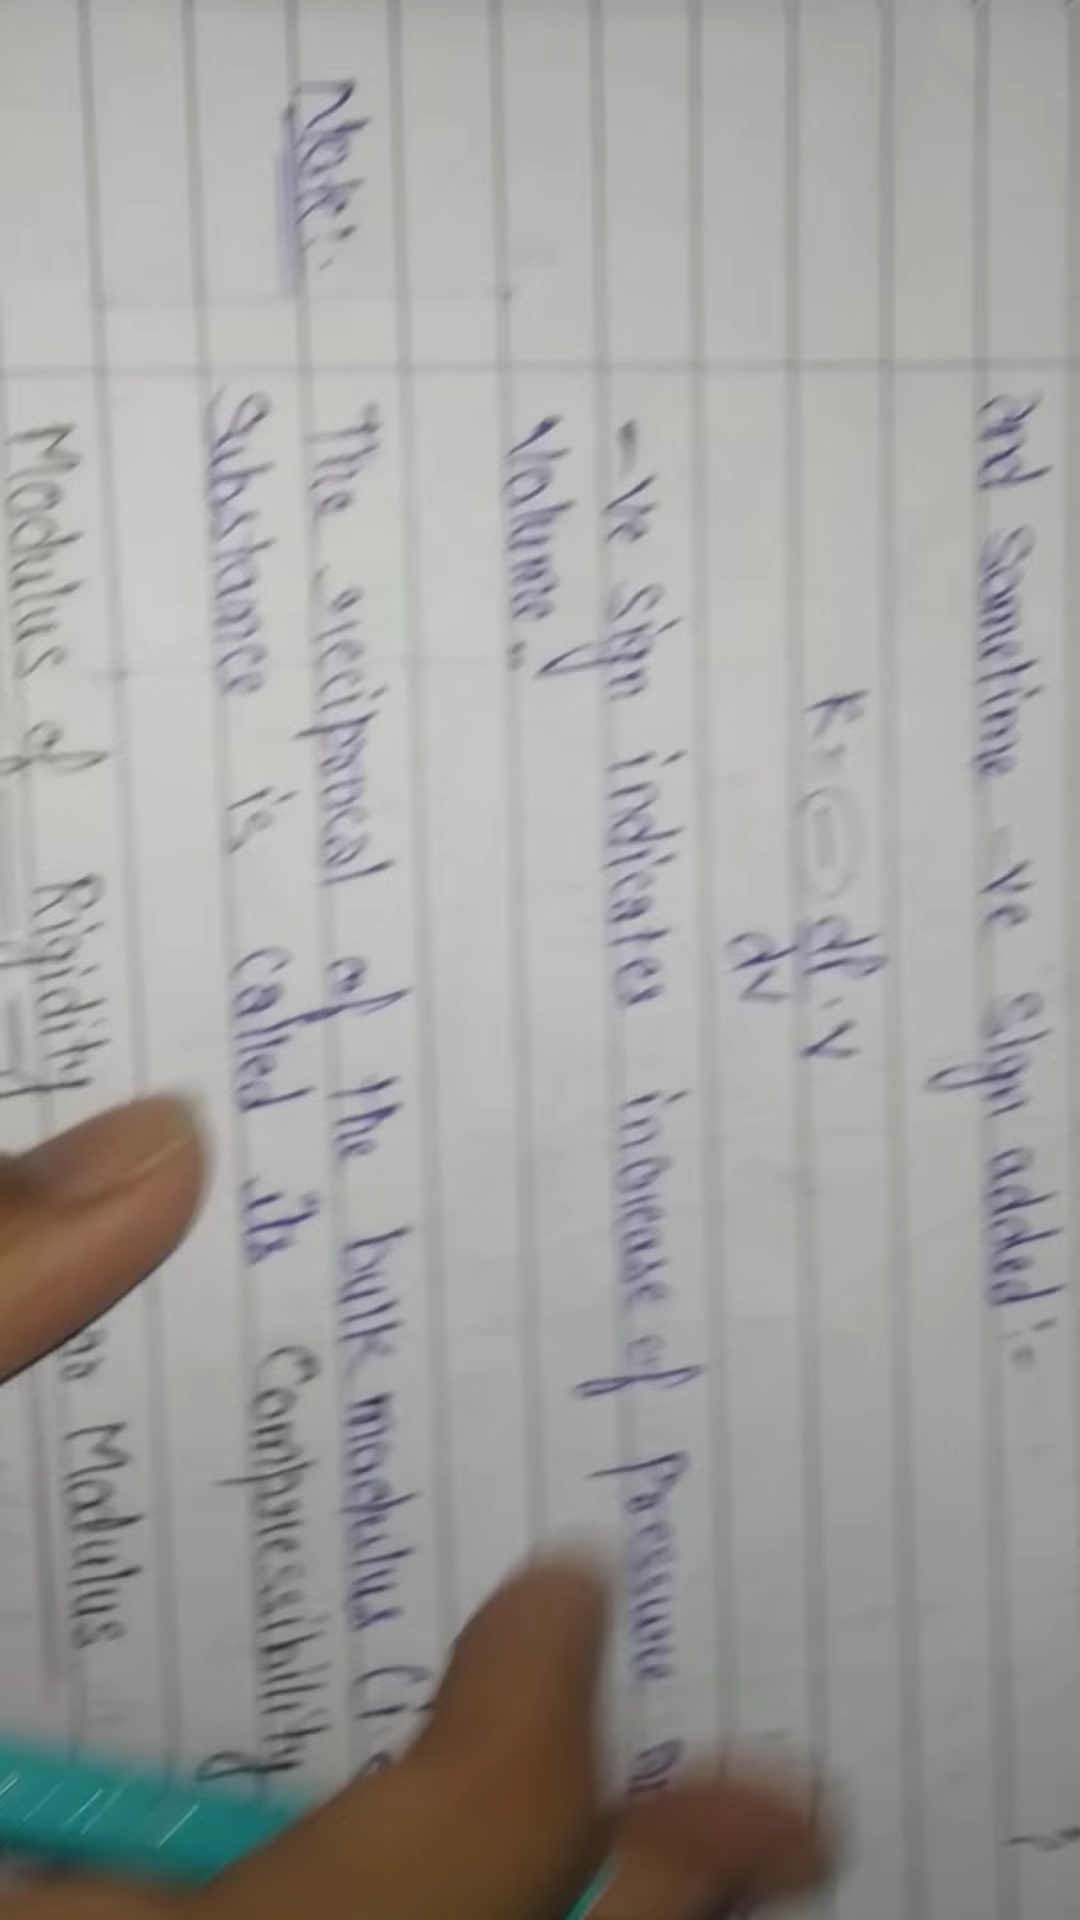 and Sometime -ve Sign added :-
K = (-) dP/dV . V
-ve sign indicates increase of pressure
Volume.
Note:- The reciprocal of the bulk modulus
Substance is called its Compressibility
Modulus of Rigidity Modulus